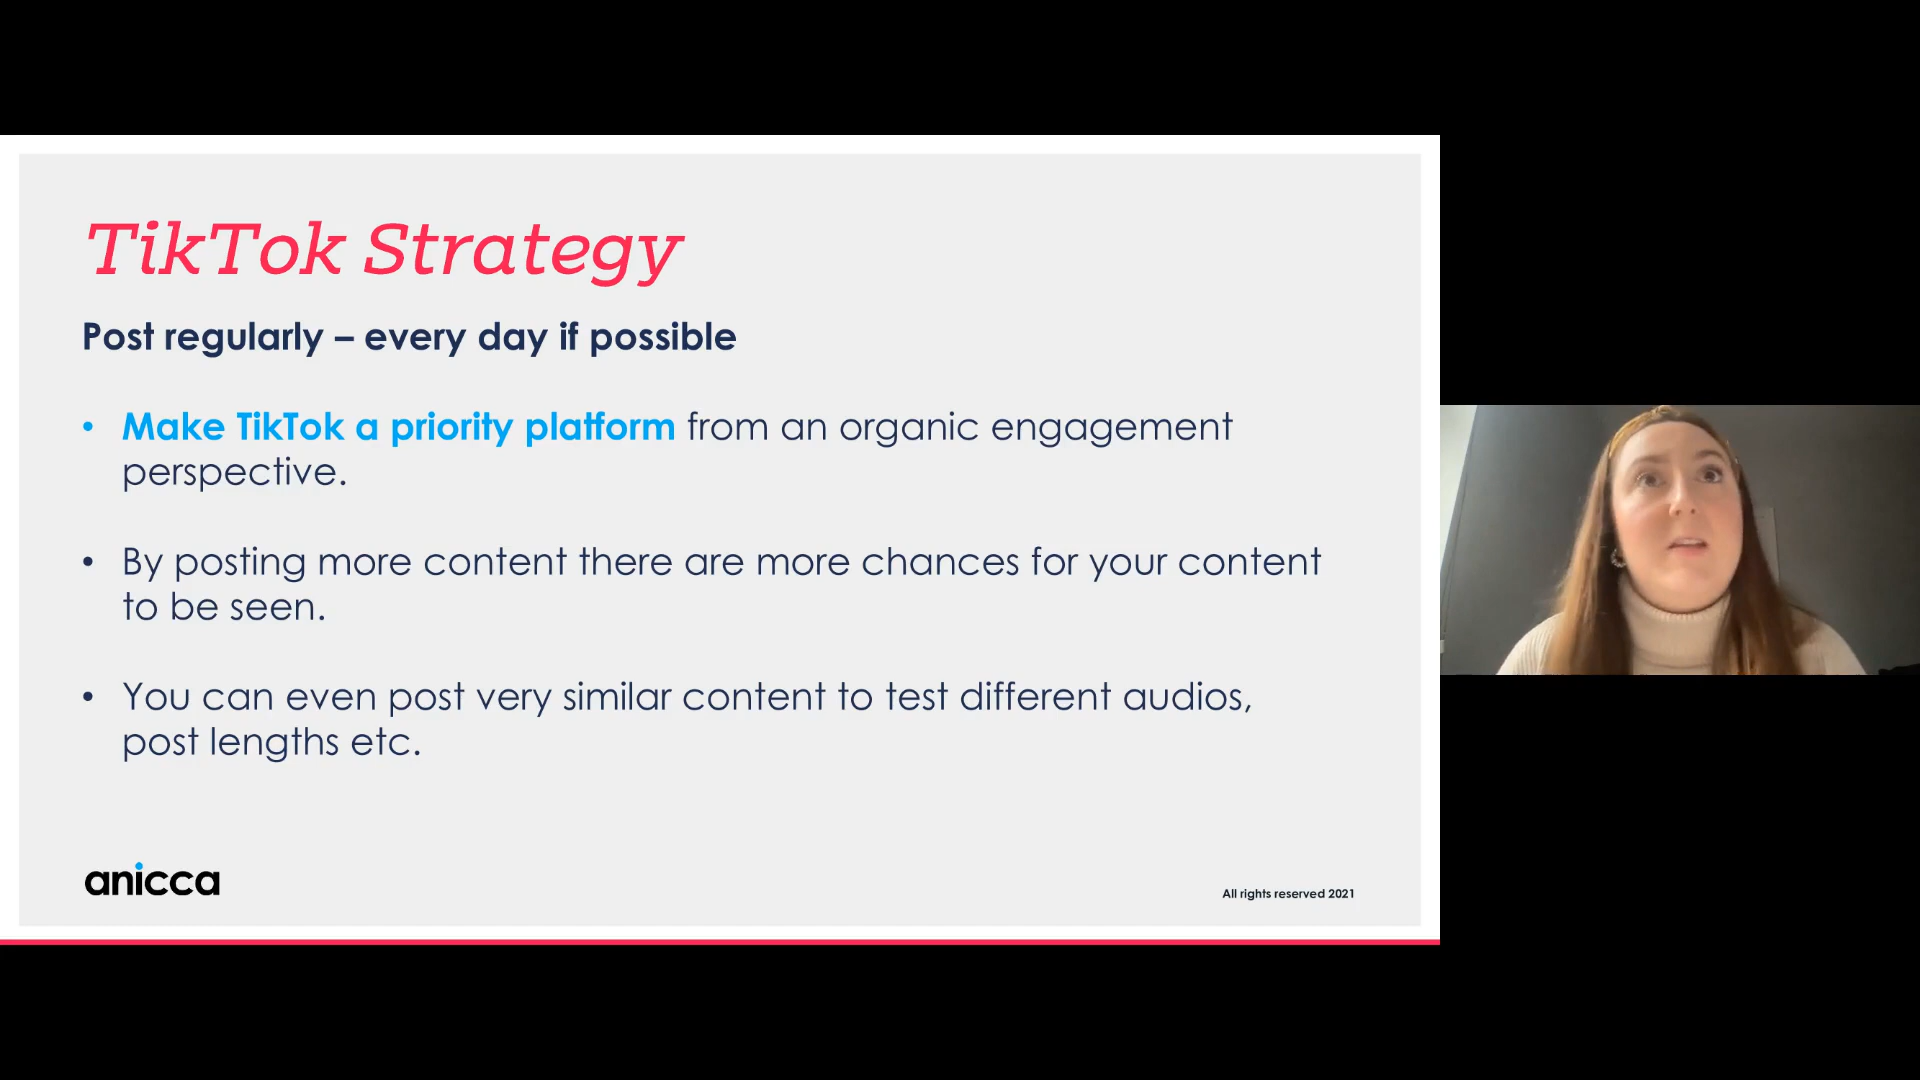 TikTok Strategy
Post regularly – every day if possible
• Make TikTok a priority platform from an organic engagement
perspective.
• By posting more content there are more chances for your content
to be seen.
• You can even post very similar content to test different audios,
post lengths etc.
anicca
All rights reserved 2021